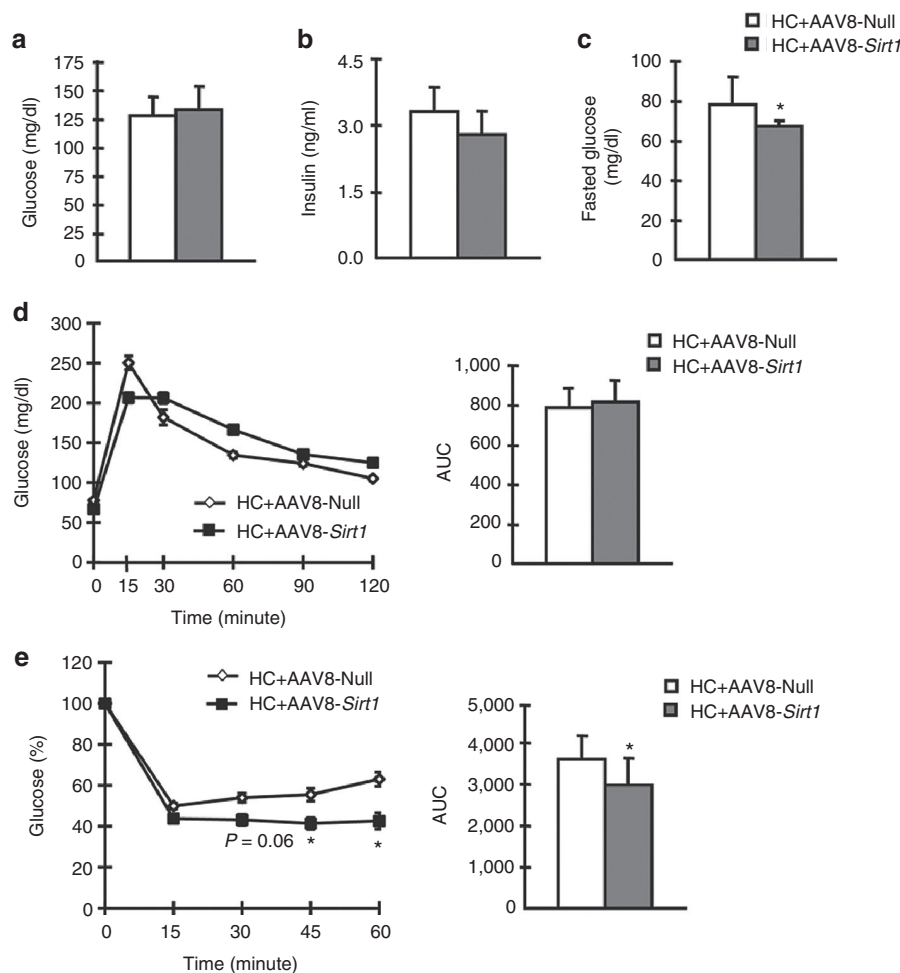 HC+AAV8-Null
HC+AAV8-Sirt1
a
175
150
125
100
75
50
25
0
Glucose (mg/dl)
b
4.5
3.0
1.5
0.0
Insulin (ng/ml)
c
100
80
60
40
20
0
Fasted glucose
(mg/dl)
*
d
300
250
200
150
100
50
0
Glucose (mg/dl)
HC+AAV8-Null
HC+AAV8-Sirt1
0 15 30 60 90 120
Time (minute)
HC+AAV8-Null
HC+AAV8-Sirt1
1,000
800
600
400
200
0
AUC
e
120
100
80
60
40
20
0
Glucose (%)
HC+AAV8-Null
HC+AAV8-Sirt1
P = 0.06 * *
0 15 30 45 60
Time (minute)
HC+AAV8-Null
HC+AAV8-Sirt1
5,000
4,000
3,000
2,000
1,000
0
AUC
*